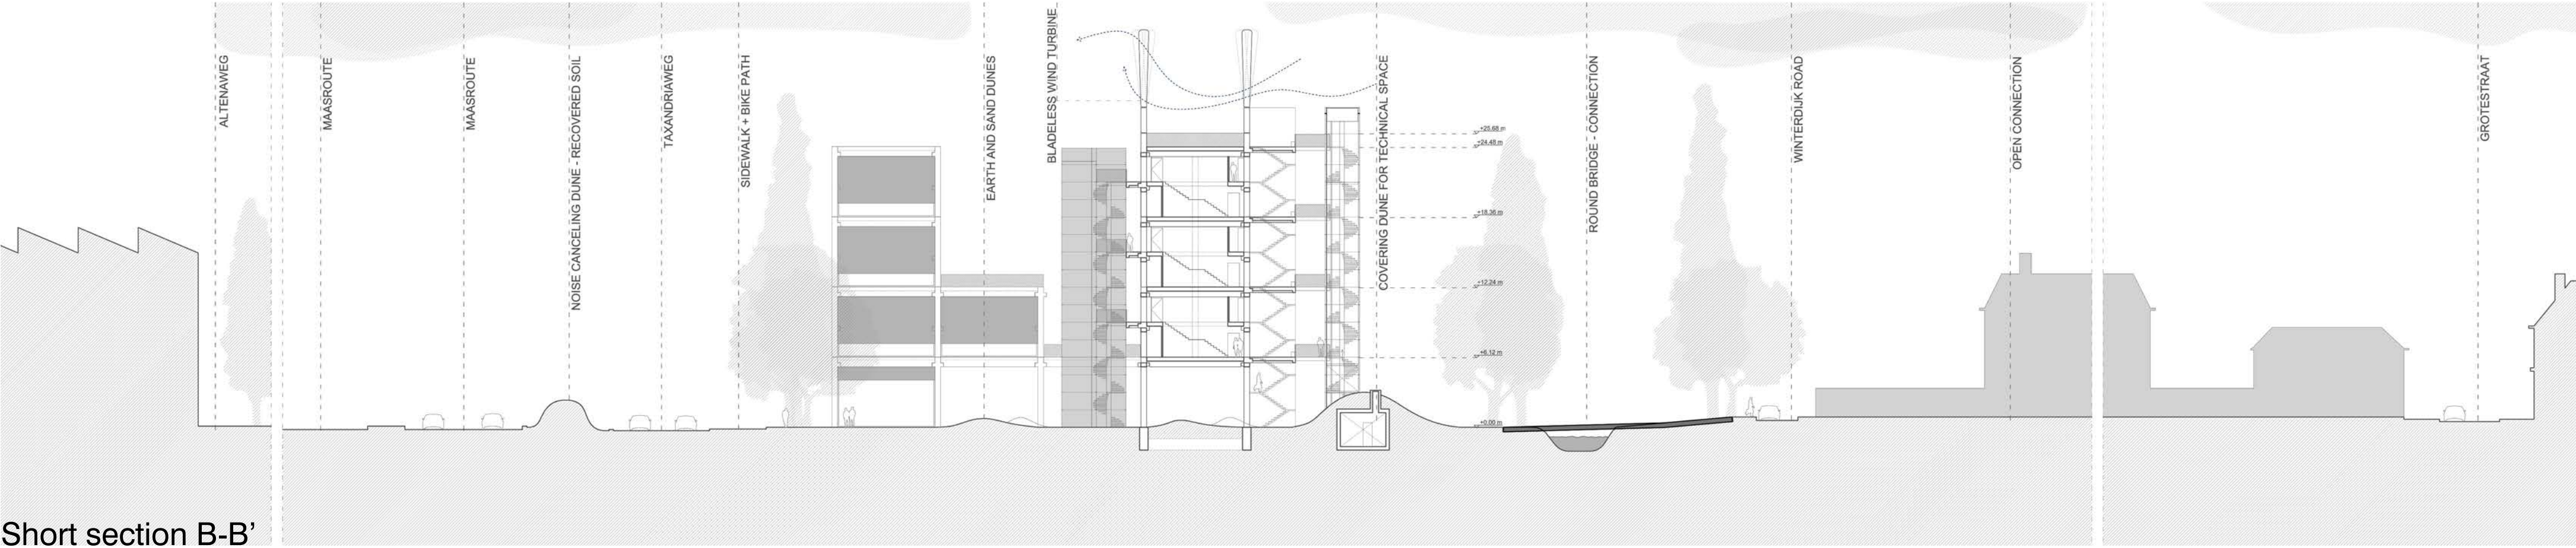 ALTENAWEG
MAASROUTE
MAASROUTE
NOISE CANCELING DUNE - RECOVERED SOIL
TAXANDRIAWEG
SIDEWALK + BIKE PATH
EARTH AND SAND DUNES
BLADELESS WIND TURBINE
COVERING DUNE FOR TECHNICAL SPACE
+25.68 m
+24.48 m
+18.36 m
+12.24 m
+6.12 m
+0.00 m
ROUND BRIDGE - CONNECTION
WINTERDIJK ROAD
OPEN CONNECTION
GROTESTRAAT
Short section B-B’